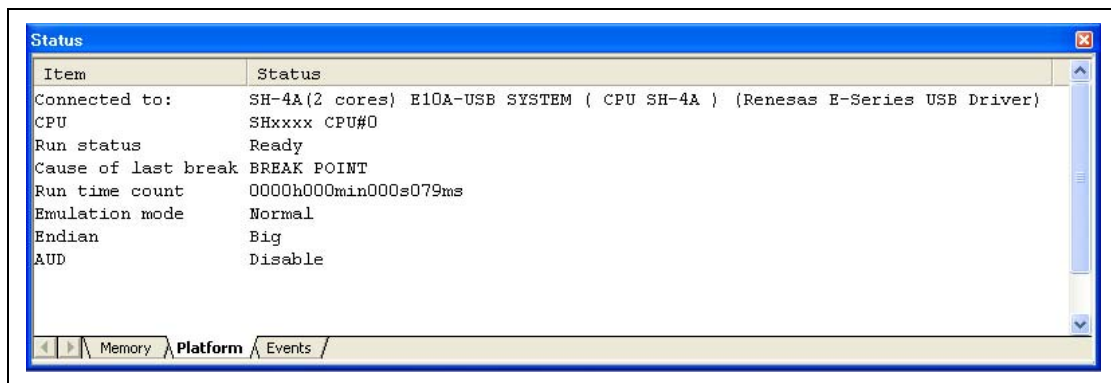 Status
Item Status
Connected to: SH-4A(2 cores) E10A-USB SYSTEM ( CPU SH-4A ) (Renesas E-Series USB Driver)
CPU SHxxxx CPU#0
Run status Ready
Cause of last break BREAK POINT
Run time count 0000h000min000s079ms
Emulation mode Normal
Endian Big
AUD Disable
Memory Platform Events